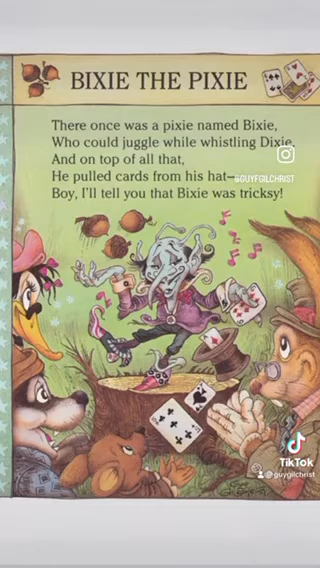 BIXIE THE PIXIE
There once was a pixie named Bixie,
Who could juggle while whistling Dixie,
And on top of all that,
He pulled cards from his hat—
Boy, I'll tell you that Bixie was tricksy!
@GUYFGILCHRIST
TikTok
@guygilchrist